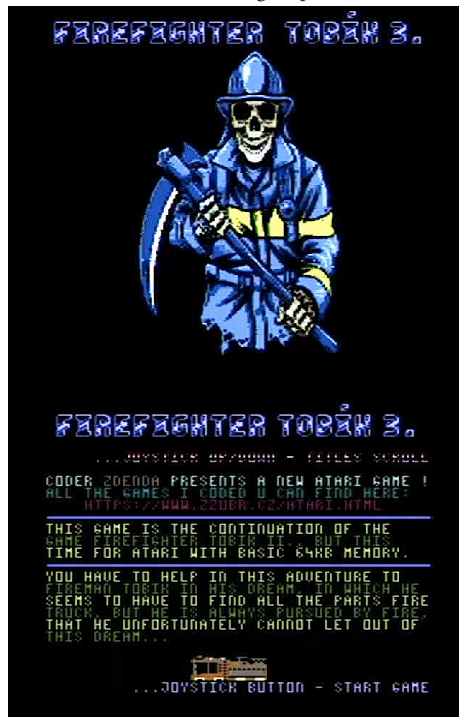 FIREFIGHTER TOBÍK 3.
FIREFIGHTER TOBÍK 3.
...JOYSTICK UP/DOWN - TITLES SCROLL
CODER ZDENDA PRESENTS A NEW ATARI GAME !
ALL THE GAMES I CODED U CAN FIND HERE:
HTTPS://WWW.ZZUBR.CZ/ATARI.HTML
THIS GAME IS THE CONTINUATION OF THE
GAME FIREFIGHTER TOBIK II.. BUT THIS
TIME FOR ATARI WITH BASIC 64KB MEMORY.
YOU HAVE TO HELP IN THIS ADVENTURE TO
FIREMAN TOBIK IN HIS DREAM, IN WHICH HE
SEEMS TO HAVE TO FIND ALL THE PARTS FIRE
TRUCK. BUT HE IS ALWAYS PURSUED BY FIRE,
THAT HE UNFORTUNATELY CANNOT LET OUT OF
THIS DREAM...
...JOYSTICK BUTTON - START GAME